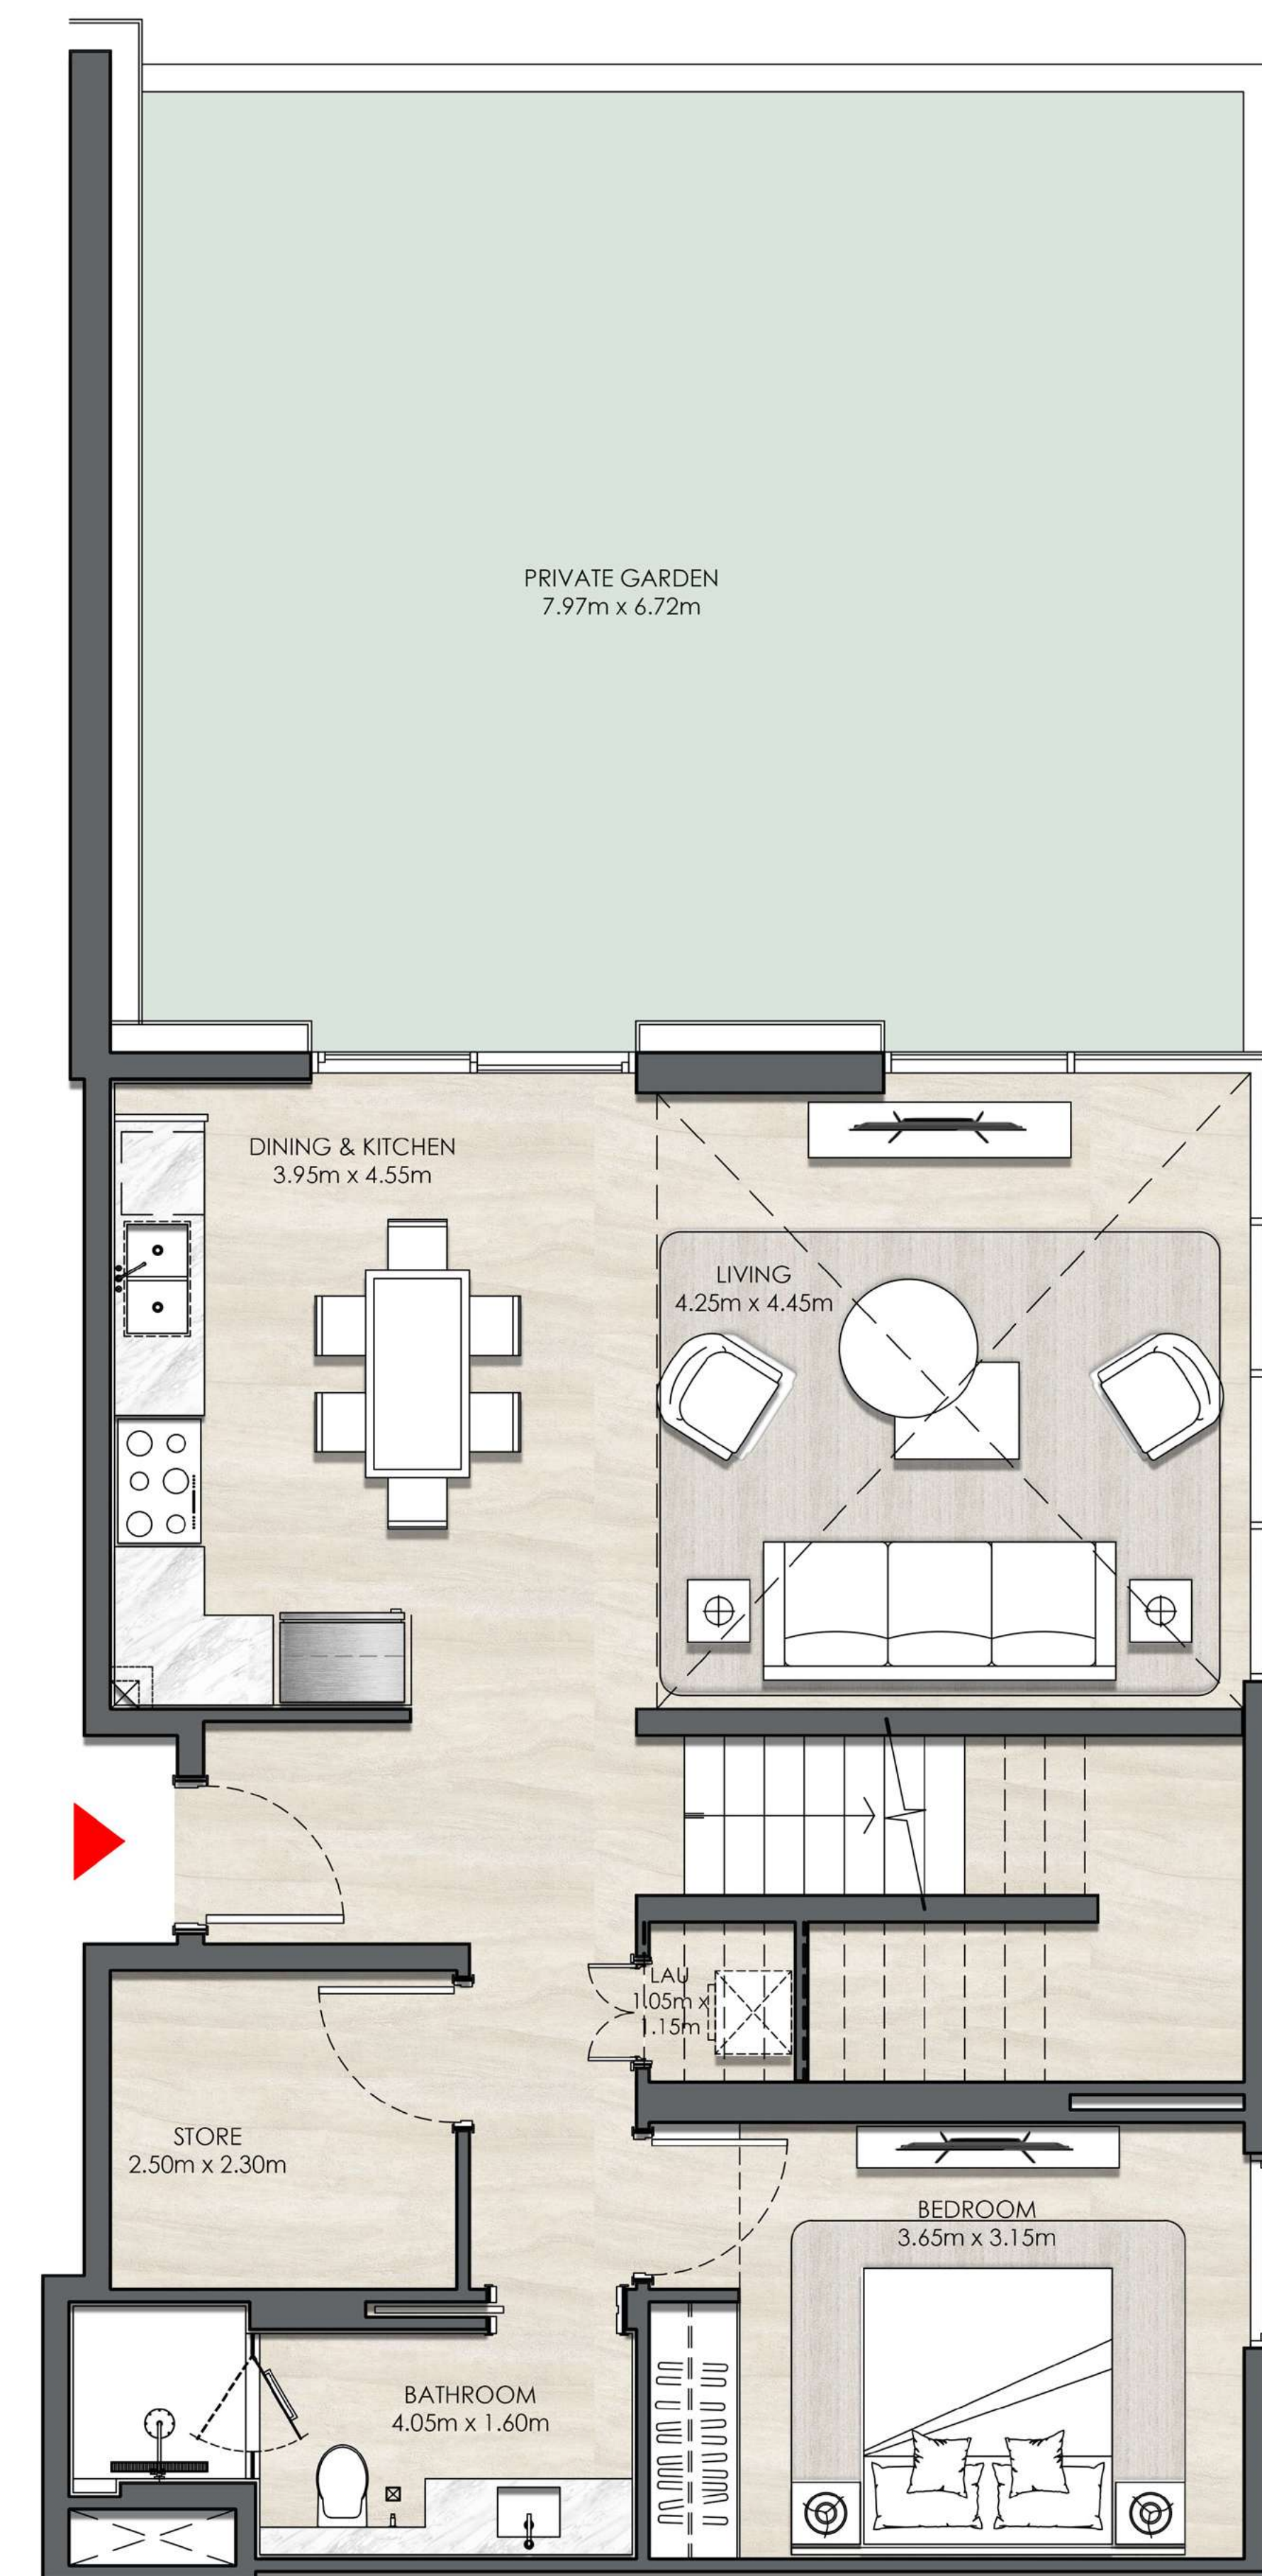 PRIVATE GARDEN
7.97m x 6.72m
DINING & KITCHEN
3.95m x 4.55m
LIVING
4.25m x 4.45m
LAU
1.05m x
1.15m
STORE
2.50m x 2.30m
BEDROOM
3.65m x 3.15m
BATHROOM
4.05m x 1.60m